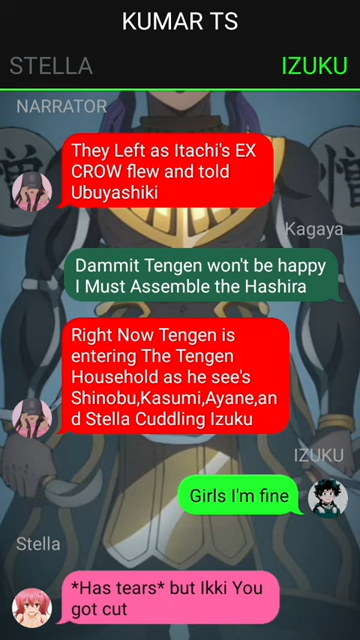 KUMAR TS
STELLA
IZUKU
NARRATOR
They Left as Itachi's EX
CROW flew and told
Ubuyashiki
Kagaya
Dammit Tengen won't be happy
I Must Assemble the Hashira
Right Now Tengen is
entering The Tengen
Household as he see's
Shinobu,Kasumi,Ayane,an
d Stella Cuddling Izuku
IZUKU
Girls I'm fine
Stella
*Has tears* but Ikki You
got cut